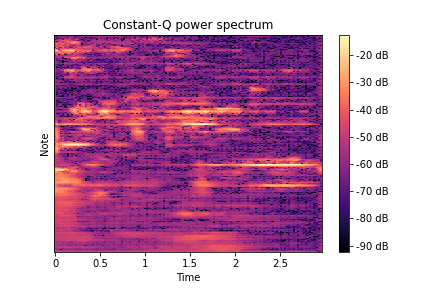 Constant-Q power spectrum
Note
-20 dB
-30 dB
-40 dB
-50 dB
-60 dB
-70 dB
-80 dB
-90 dB
0
0.5
1
1.5
2
2.5
Time